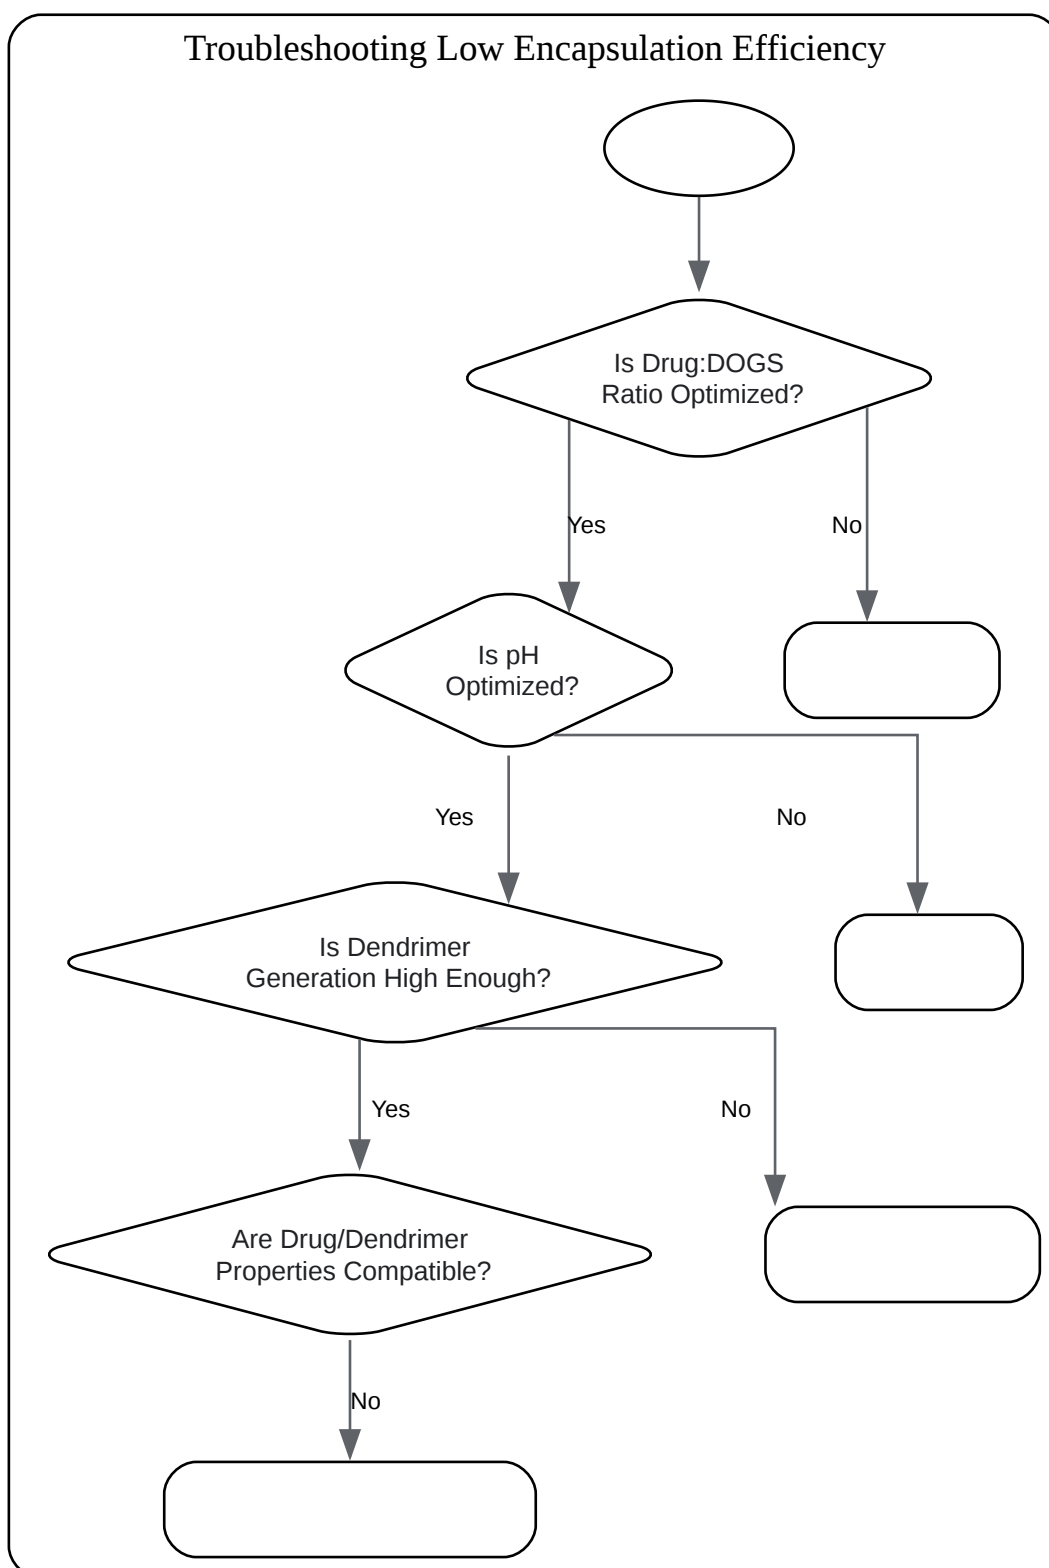 Troubleshooting Low Encapsulation Efficiency
Is Drug:DOGS
Ratio Optimized?
Yes
No
Is pH
Optimized?
Yes
No
Is Dendrimer
Generation High Enough?
Yes
No
Are Drug/Dendrimer
Properties Compatible?
No